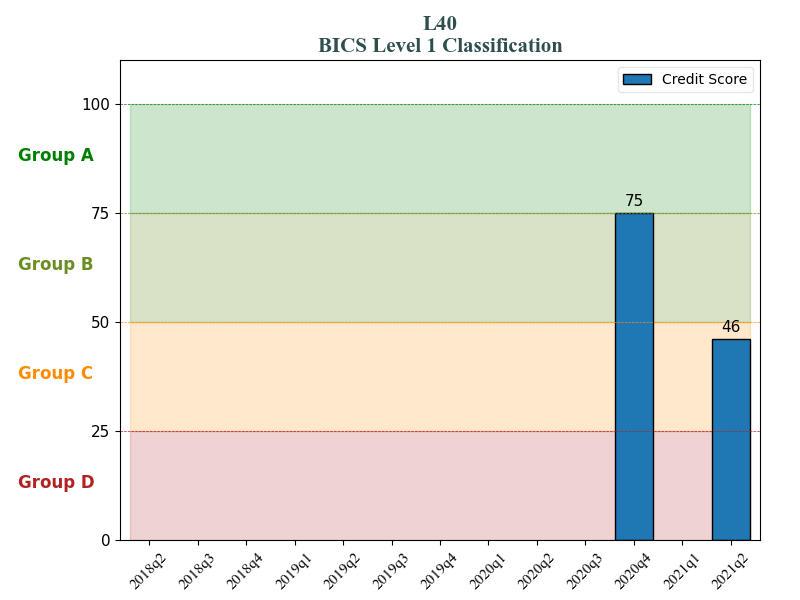 L40
BICS Level 1 Classification
Credit Score
100
Group A
75
75
Group B
50
46
Group C
25
Group D
0
2018q2
2018q3
2018q4
2019q1
2019q2
2019q3
2019q4
2020q1
2020q2
2020q3
2020q4
2021q1
2021q2